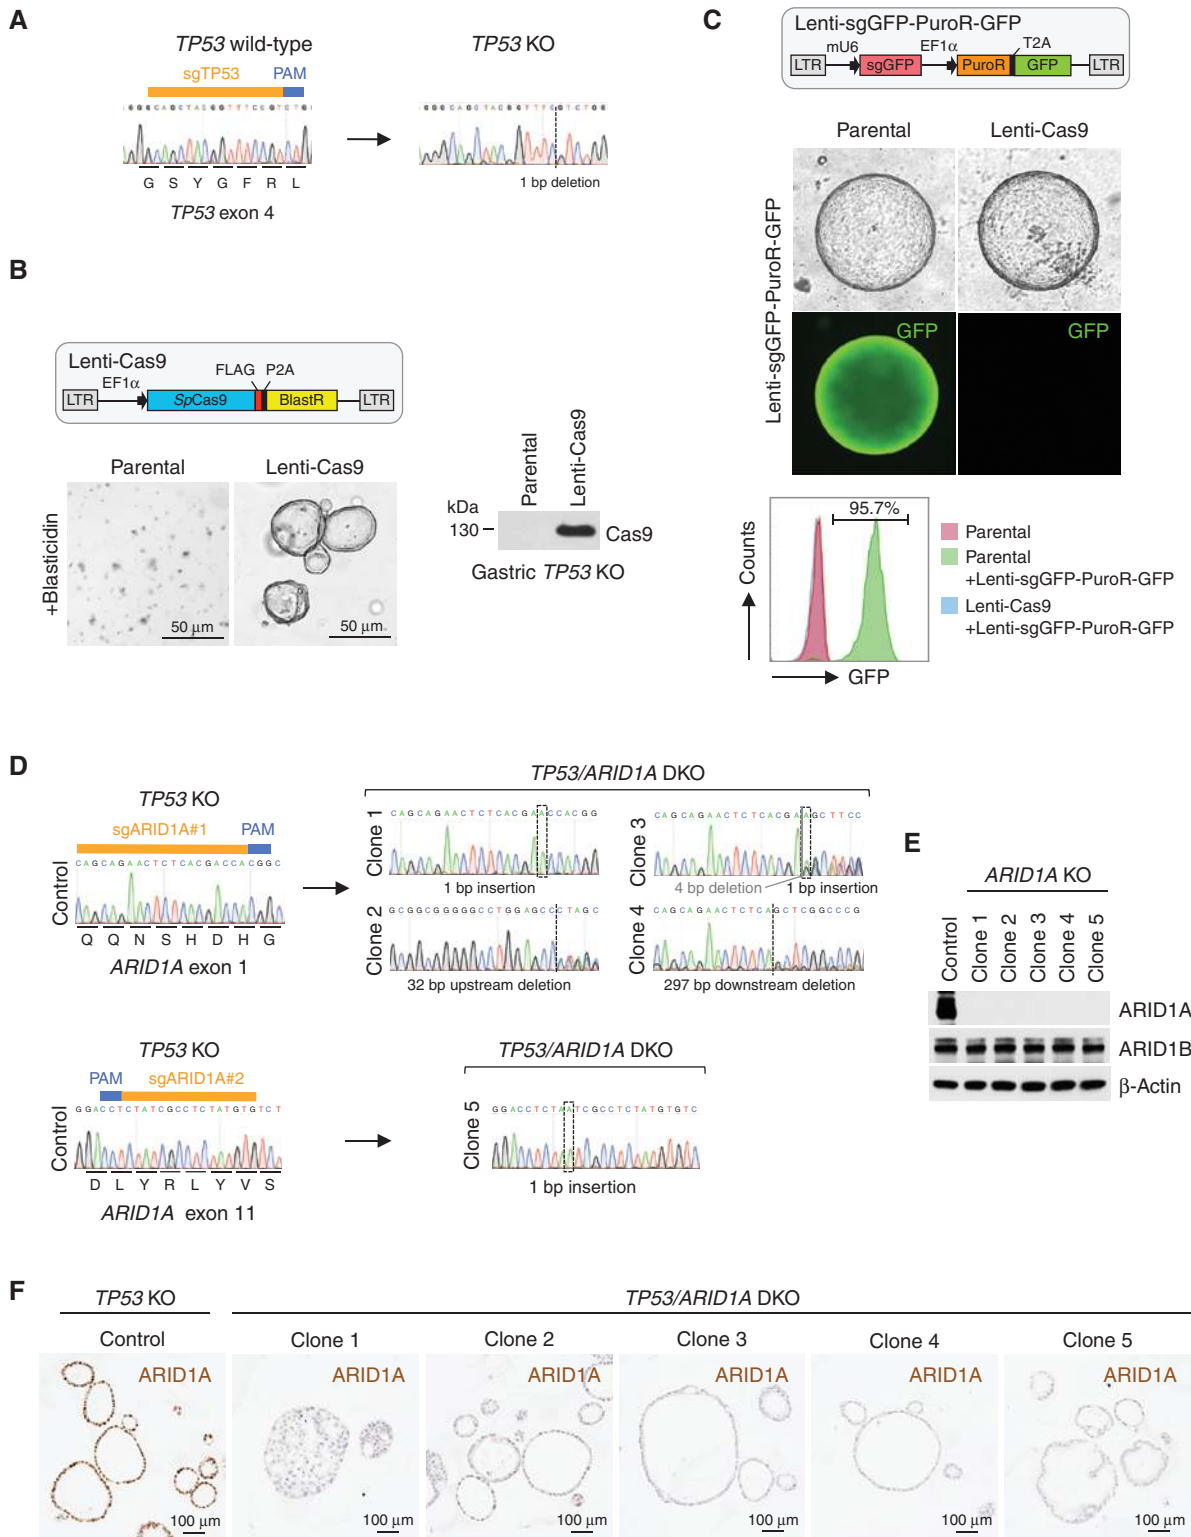 A
TP53 wild-type
TP53 KO
sgTP53 PAM
GGGCAGCTACGGTTTCCGTCTG
GGGCAGCTACGGTTTCGTCTGG
1 bp deletion
G S Y G F R L
TP53 exon 4
B
Lenti-Cas9
EF1α FLAG P2A
LTR SpCas9 BlastR LTR
Parental Lenti-Cas9
+Blasticidin
50 μm 50 μm
Parental
Lenti-Cas9
kDa
130
Cas9
Gastric TP53 KO
C
Lenti-sgGFP-PuroR-GFP
mU6 EF1α T2A
LTR sgGFP PuroR GFP LTR
Parental Lenti-Cas9
Lenti-sgGFP-PuroR-GFP
GFP GFP
95.7%
Counts
GFP
Parental
Parental
+Lenti-sgGFP-PuroR-GFP
Lenti-Cas9
+Lenti-sgGFP-PuroR-GFP
D
TP53 KO
sgARID1A#1 PAM
Control
CAGCAGAACTCTCACGACCACGGC
Q Q N S H D H G
ARID1A exon 1
TP53/ARID1A DKO
Clone 1
CAGCAGAACTCTCACGAACCACGG
1 bp insertion
Clone 3
CAGCAGAACTCTCACGAAGCTTCC
4 bp deletion 1 bp insertion
Clone 2
GCGGCGGGGGCCTGGAGCCCTAGC
32 bp upstream deletion
Clone 4
CAGCAGAACTCTCAGCTCGGCCCG
297 bp downstream deletion
TP53 KO
PAM sgARID1A#2
Control
GGACCTCTATCGCCTCTATGTGTCT
D L Y R L Y V S
ARID1A exon 11
TP53/ARID1A DKO
Clone 5
GGACCTCTAATCGCCTCTATGTGTC
1 bp insertion
E
ARID1A KO
Control
Clone 1
Clone 2
Clone 3
Clone 4
Clone 5
ARID1A
ARID1B
β-Actin
F
TP53 KO
TP53/ARID1A DKO
Control Clone 1 Clone 2 Clone 3 Clone 4 Clone 5
ARID1A ARID1A ARID1A ARID1A ARID1A ARID1A
100 μm 100 μm 100 μm 100 μm 100 μm 100 μm